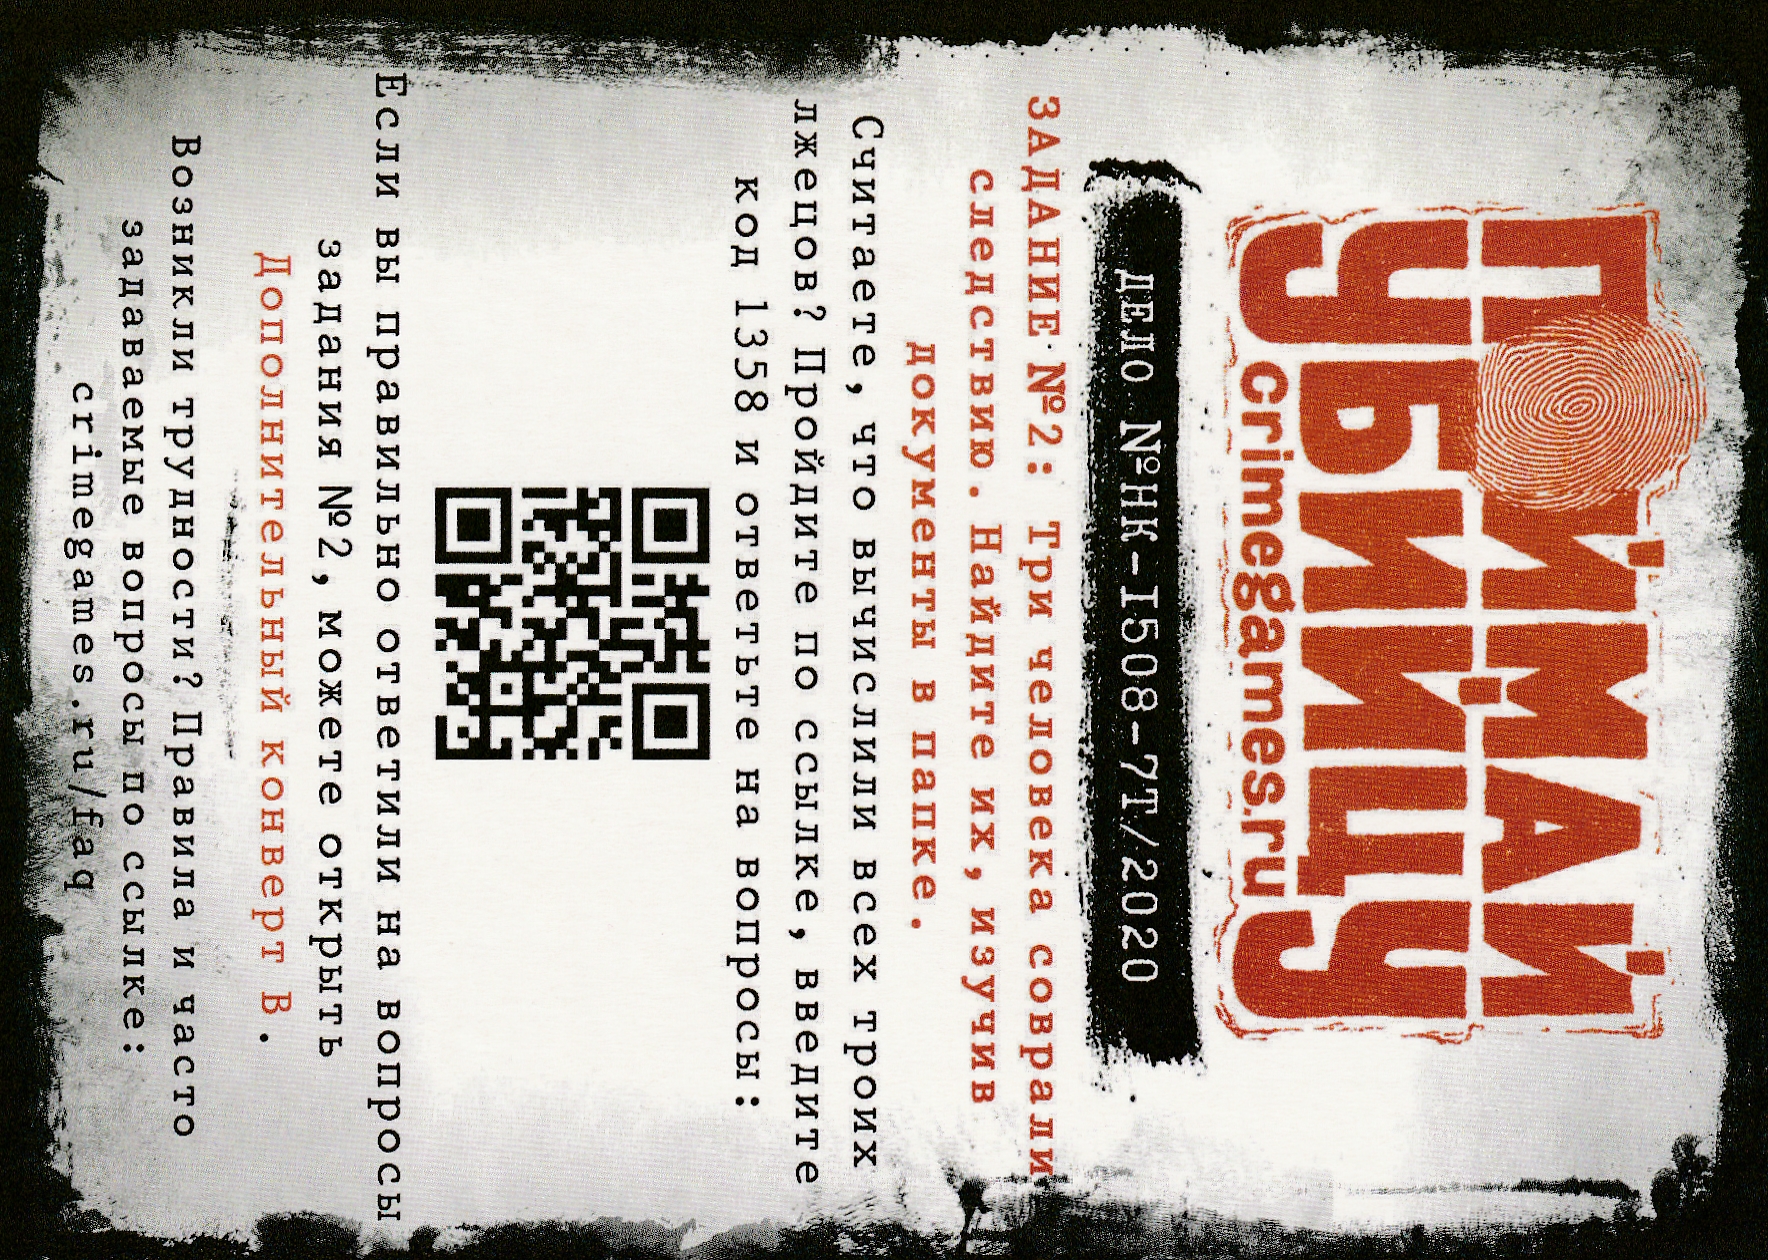 ПОЙМАЙ
УБИЙЦУ
crimegames.ru
ДЕЛО №НК-1508-7Т/2020
ЗАДАНИЕ №2: Три человека соврали
следствию. Найдите их, изучив
документы в папке.
Считаете, что вычислили всех троих
лжецов? Пройдите по ссылке, введите
код 1358 и ответьте на вопросы:
Если вы правильно ответили на вопросы
задания №2, можете открыть
Дополнительный конверт В.
Возникли трудности? Правила и часто
задаваемые вопросы по ссылке:
crimegames.ru/faq